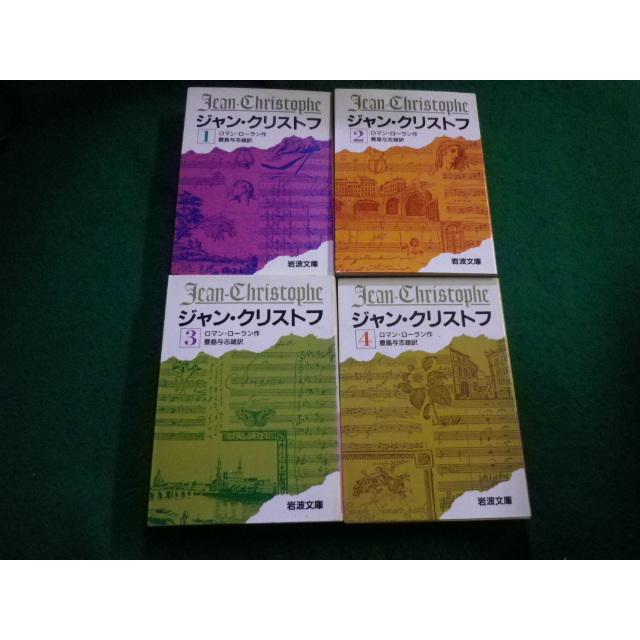 Jean-Christophe
ジャン・クリストフ
1
ロマン・ローラン作
豊島与志雄訳
岩波文庫
Jean-Christophe
ジャン・クリストフ
2
ロマン・ローラン作
豊島与志雄訳
岩波文庫
Jean-Christophe
ジャン・クリストフ
3
ロマン・ローラン作
豊島与志雄訳
岩波文庫
Jean-Christophe
ジャン・クリストフ
4
ロマン・ローラン作
豊島与志雄訳
岩波文庫